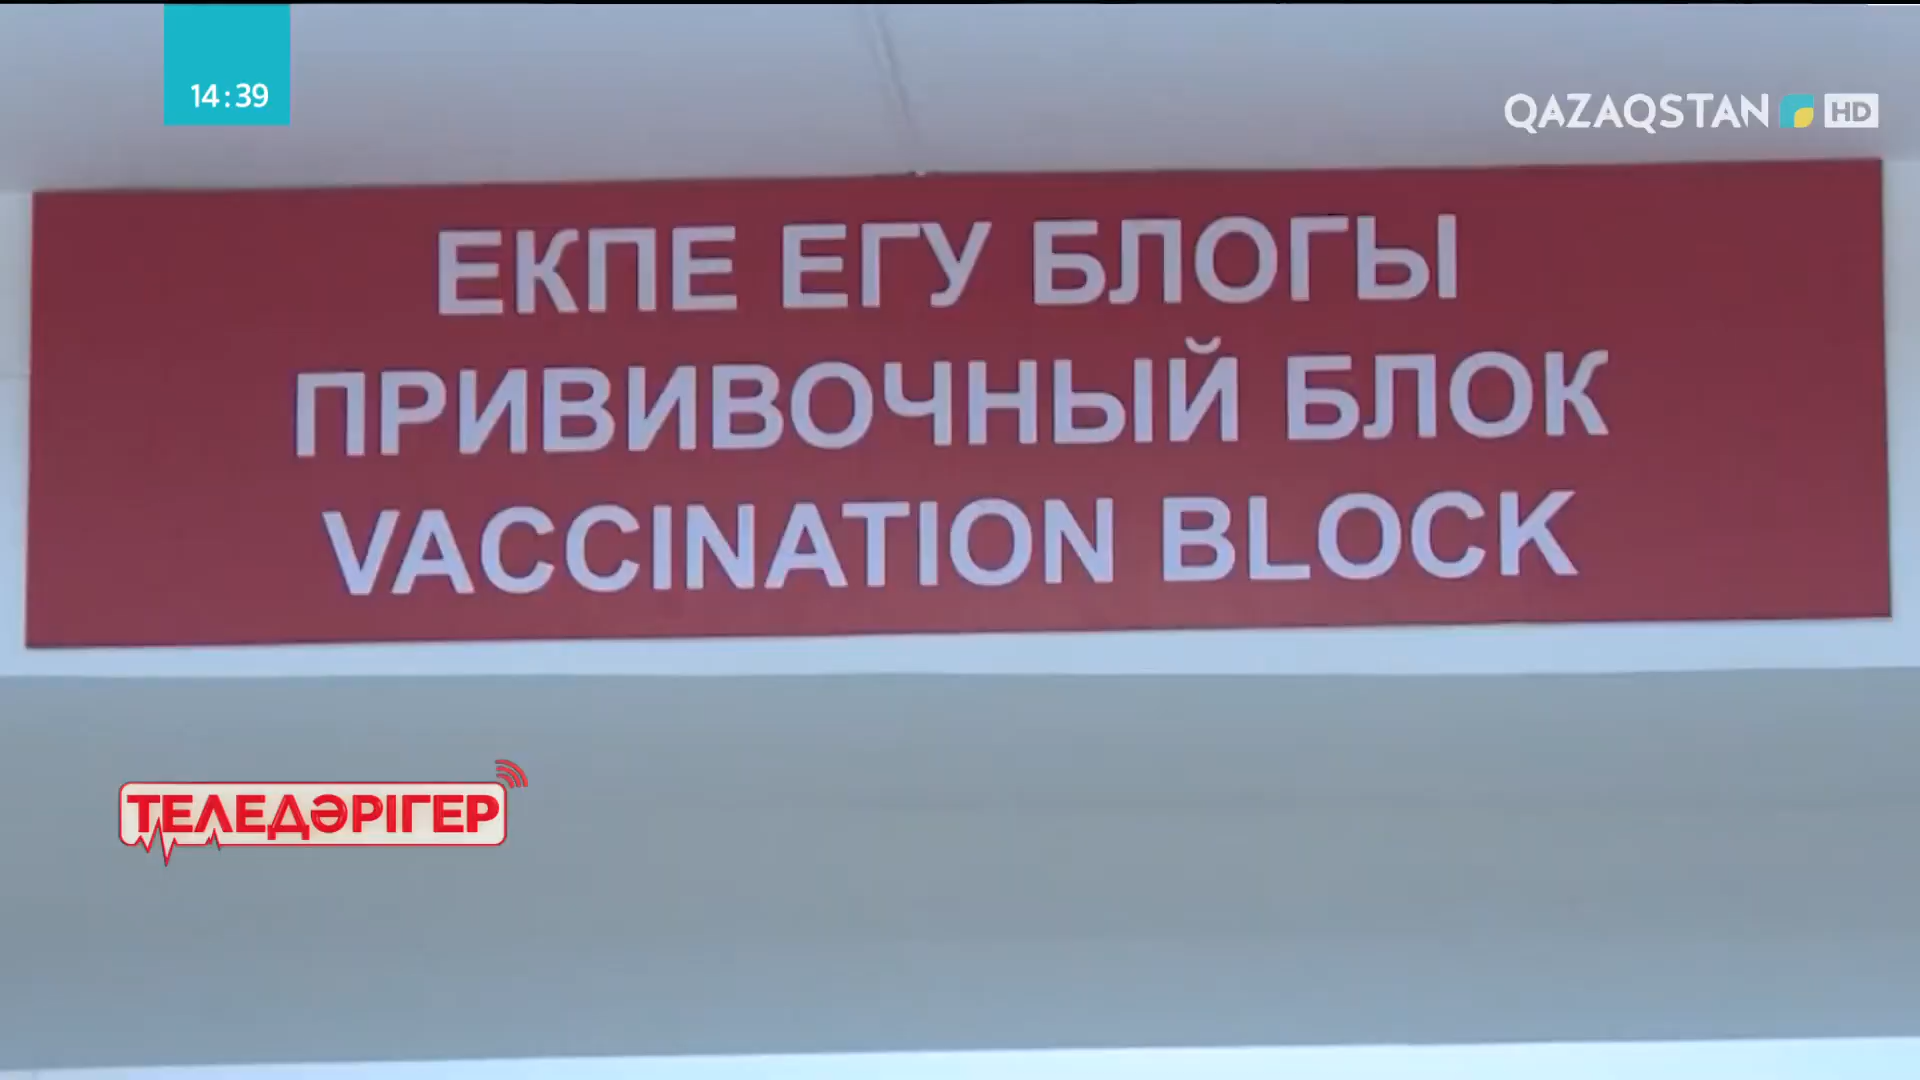 14:39
QAZAQSTAN HD
ЕКПЕ ЕГУ БЛОГЫ
ПРИВИВОЧНЫЙ БЛОК
VACCINATION BLOCK
ТЕЛЕДӘРІГЕР